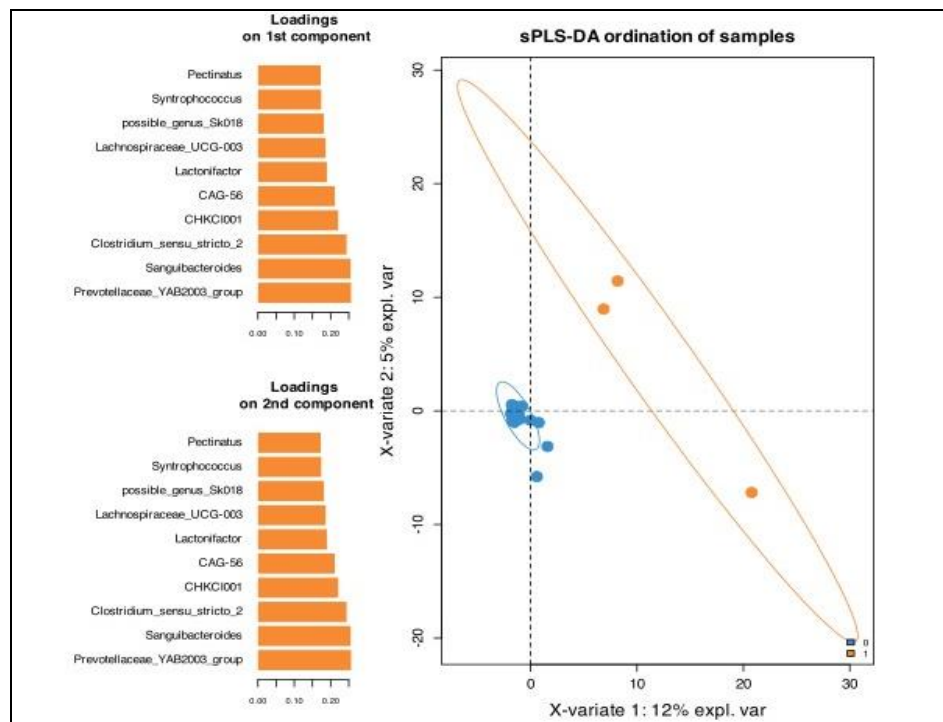 Loadings
on 1st component
Pectinatus
Syntrophococcus
possible_genus_Sk018
Lachnospiraceae_UCG-003
Lactonifactor
CAG-56
CHKCI001
Clostridium_sensu_stricto_2
Sanguibacteroides
Prevotellaceae_YAB2003_group
0.00 0.10 0.20
Loadings
on 2nd component
Pectinatus
Syntrophococcus
possible_genus_Sk018
Lachnospiraceae_UCG-003
Lactonifactor
CAG-56
CHKCI001
Clostridium_sensu_stricto_2
Sanguibacteroides
Prevotellaceae_YAB2003_group
0.00 0.10 0.20
sPLS-DA ordination of samples
X-variate 2: 5% expl. var
30
20
10
0
-10
-20
0 10 20 30
X-variate 1: 12% expl. var
0
1